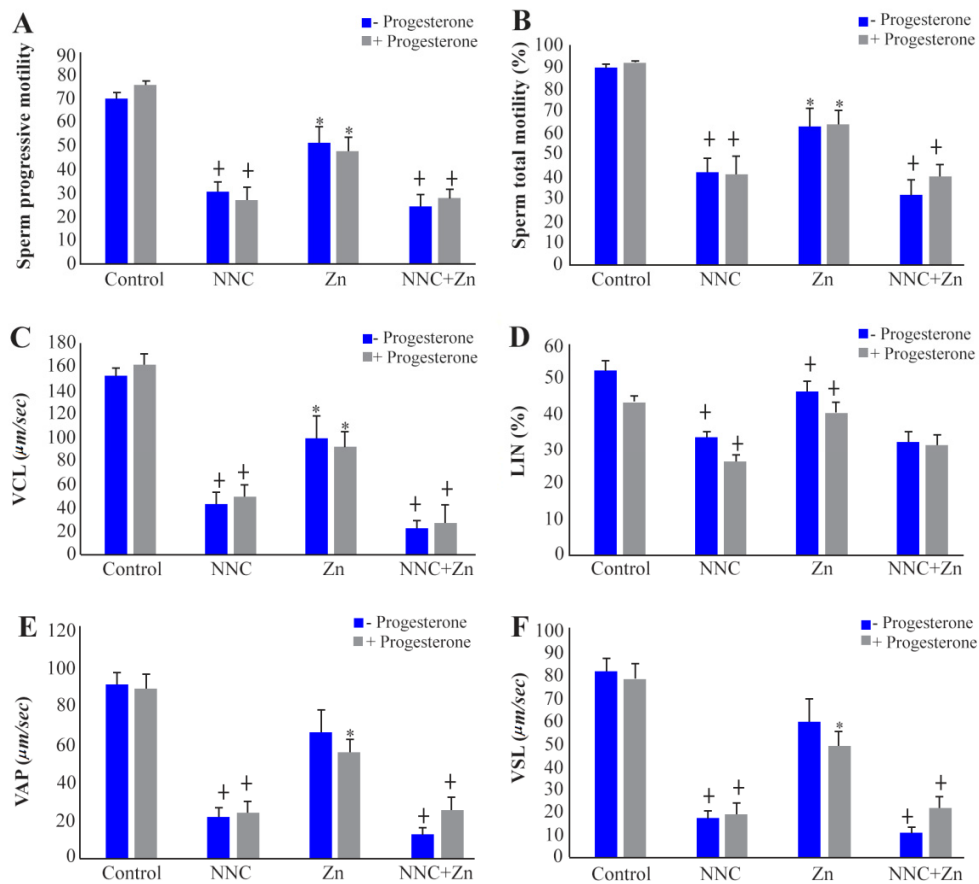 A
- Progesterone
+ Progesterone
Sperm progressive motility
90
80
70
60
50
40
30
20
10
0
* *
+ + + +
Control NNC Zn NNC+Zn
B
- Progesterone
+ Progesterone
Sperm total motility (%)
100
90
80
70
60
50
40
30
20
10
0
* *
+ + + +
Control NNC Zn NNC+Zn
C
- Progesterone
+ Progesterone
VCL (μm/sec)
180
160
140
120
100
80
60
40
20
0
* *
+ + + +
Control NNC Zn NNC+Zn
D
- Progesterone
+ Progesterone
LIN (%)
60
50
40
30
20
10
0
+ + + +
Control NNC Zn NNC+Zn
E
- Progesterone
+ Progesterone
VAP (μm/sec)
120
100
80
60
40
20
0
*
+ + + +
Control NNC Zn NNC+Zn
F
- Progesterone
+ Progesterone
VSL (μm/sec)
100
90
80
70
60
50
40
30
20
10
0
*
+ + + +
Control NNC Zn NNC+Zn